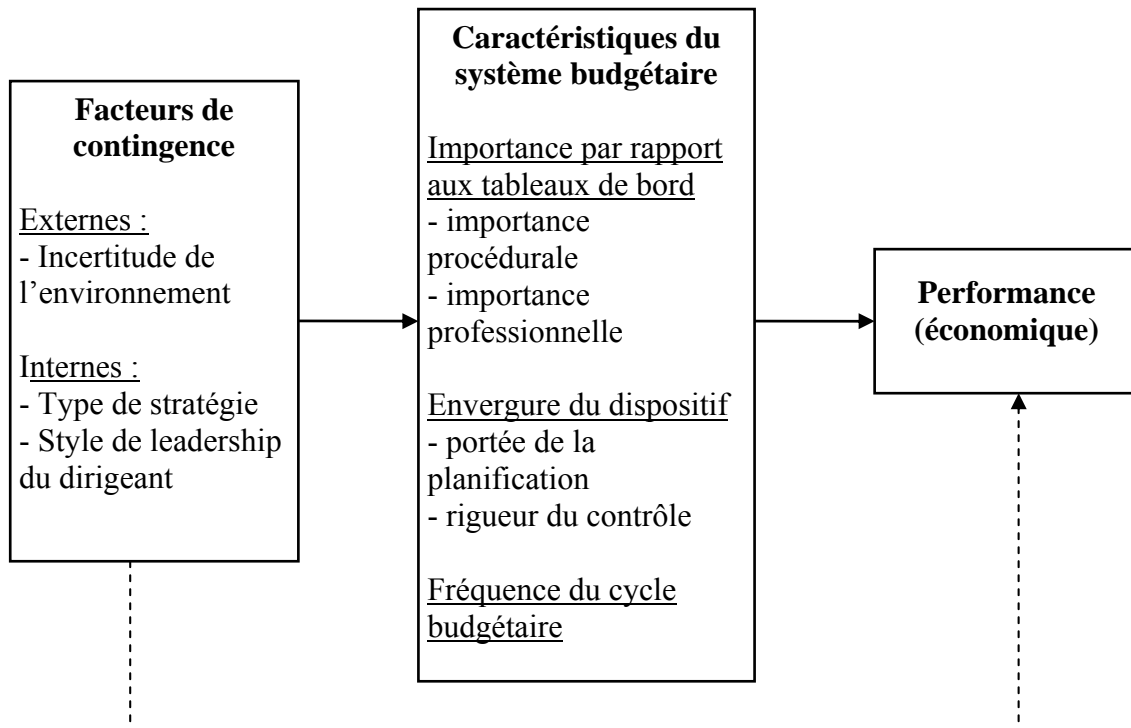 Facteurs de
contingence
Externes :
- Incertitude de
l’environnement
Internes :
- Type de stratégie
- Style de leadership
du dirigeant
Caractéristiques du
système budgétaire
Importance par rapport
aux tableaux de bord
- importance
procédurale
- importance
professionnelle
Envergure du dispositif
- portée de la
planification
- rigueur du contrôle
Fréquence du cycle
budgétaire
Performance
(économique)